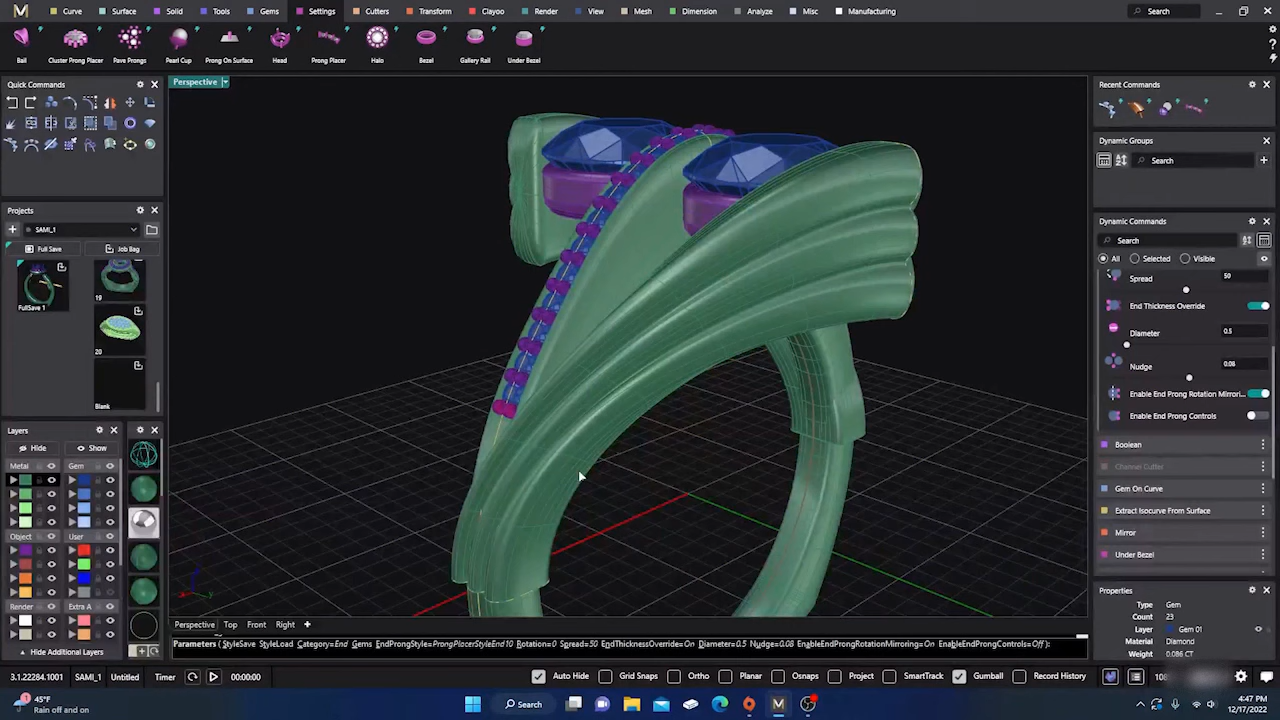 Curve Surface Solid Tools Gems Settings Cutters Transform Clayoo Render View Mesh Dimension Analyze Misc Manufacturing Search
Bail Cluster Prong Placer Pave Prongs Pearl Cup Prong On Surface Head Prong Placer Halo Bezel Gallery Rail Under Bezel
Quick Commands
Projects
SAMI_1
Full Save Job Bag
FullSave 1
19
20
Blank
Layers
Hide Show
Metal Gem
Object User
Render Extra A
Hide Additional Layers
Perspective
Recent Commands
Dynamic Groups
Search
Dynamic Commands
Search
All Selected Visible
Spread 50
End Thickness Override
Diameter 0.5
Nudge 0.08
Enable End Prong Rotation Mirrori...
Enable End Prong Controls
Boolean
Channel Cutter
Gem On Curve
Extract Isocurve From Surface
Mirror
Under Bezel
Properties
Type Gem
Count 23
Layer Gem 01
Material Diamond
Weight 0.086 CT
Perspective Top Front Right
Parameters ( StyleSave StyleLoad Category=End Gems EndProngStyle=ProngPlacerStyleEnd10 Rotation=0 Spread=50 EndThicknessOverride=On Diameter=0.5 Nudge=0.08 EnableEndProngRotationMirroring=On EnableEndProngControls=Off ):
3.1.22284.1001 SAMI_1 Untitled Timer 00:00:00 Auto Hide Grid Snaps Ortho Planar Osnaps Project SmartTrack Gumball Record History
45°F
Rain off and on
Search
4:47 PM
12/17/2022